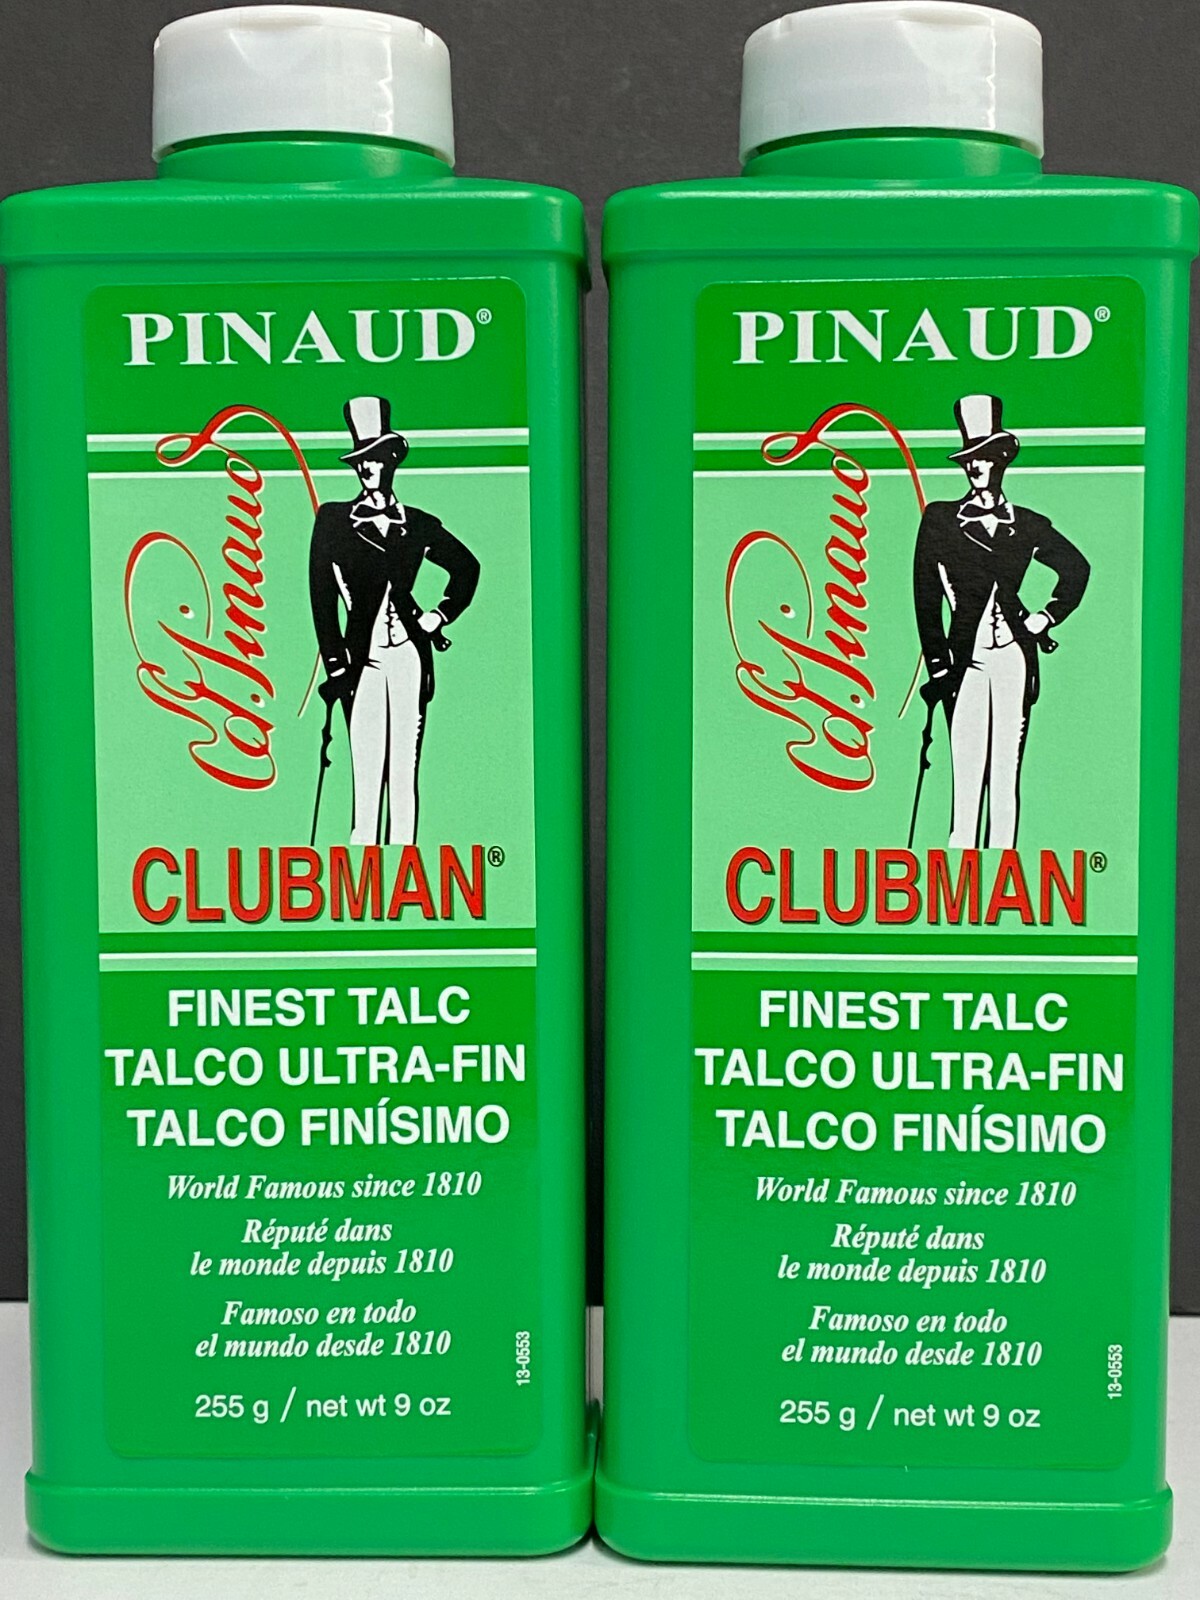 PINAUD®
Ed. Pinaud
CLUBMAN®
FINEST TALC
TALCO ULTRA-FIN
TALCO FINÍSIMO
World Famous since 1810
Réputé dans
le monde depuis 1810
Famoso en todo
el mundo desde 1810
13-0553
255 g / net wt 9 oz
PINAUD®
Ed. Pinaud
CLUBMAN®
FINEST TALC
TALCO ULTRA-FIN
TALCO FINÍSIMO
World Famous since 1810
Réputé dans
le monde depuis 1810
Famoso en todo
el mundo desde 1810
13-0553
255 g / net wt 9 oz